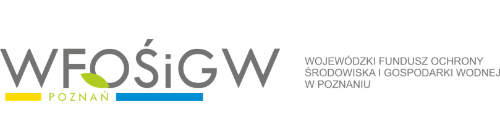 WFOŚiGW
POZNAŃ
WOJEWÓDZKI FUNDUSZ OCHRONY
ŚRODOWISKA I GOSPODARKI WODNEJ
W POZNANIU